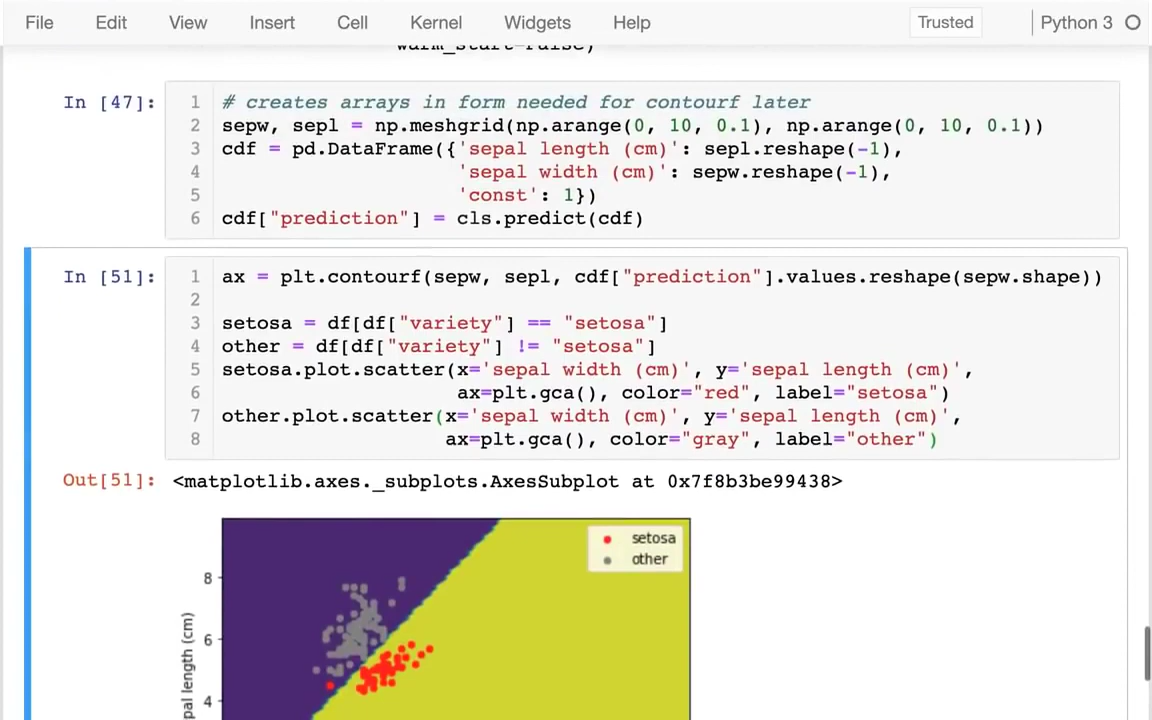 File Edit View Insert Cell Kernel Widgets Help Trusted Python 3
warm_start=False)
In [47]:
1 # creates arrays in form needed for contourf later
2 sepw, sepl = np.meshgrid(np.arange(0, 10, 0.1), np.arange(0, 10, 0.1))
3 cdf = pd.DataFrame({'sepal length (cm)': sepl.reshape(-1),
4 'sepal width (cm)': sepw.reshape(-1),
5 'const': 1})
6 cdf["prediction"] = cls.predict(cdf)
In [51]:
1 ax = plt.contourf(sepw, sepl, cdf["prediction"].values.reshape(sepw.shape))
2
3 setosa = df[df["variety"] == "setosa"]
4 other = df[df["variety"] != "setosa"]
5 setosa.plot.scatter(x='sepal width (cm)', y='sepal length (cm)',
6 ax=plt.gca(), color="red", label="setosa")
7 other.plot.scatter(x='sepal width (cm)', y='sepal length (cm)',
8 ax=plt.gca(), color="gray", label="other")
Out[51]: <matplotlib.axes._subplots.AxesSubplot at 0x7f8b3be99438>
setosa
other
8
6
4
pal length (cm)